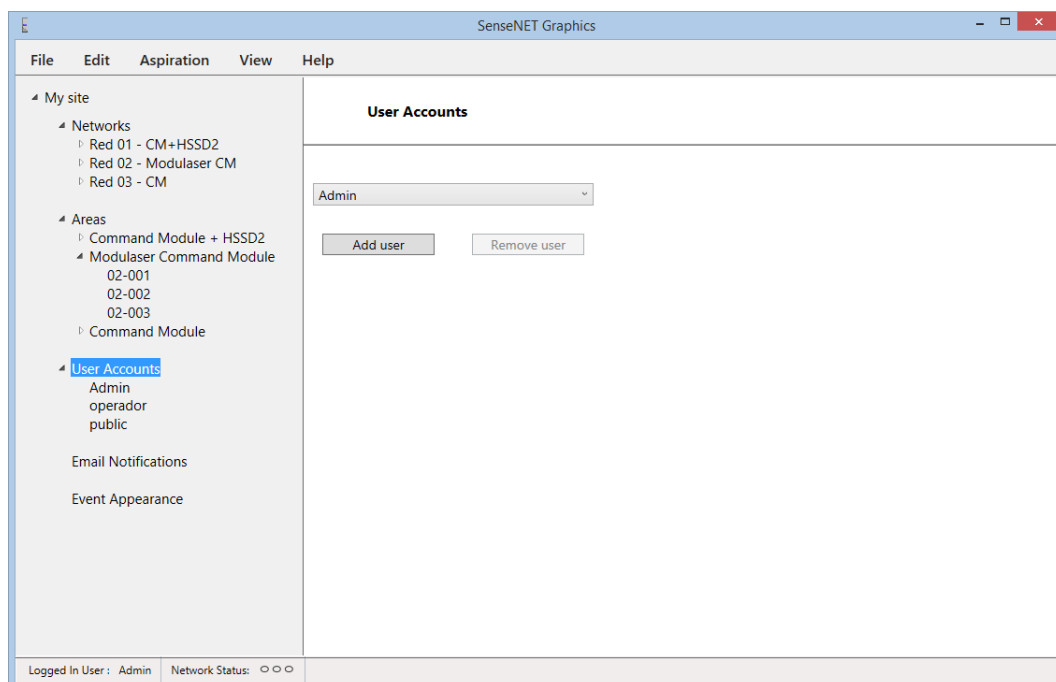 SenseNET Graphics
File Edit Aspiration View Help
My site
Networks
Red 01 - CM+HSSD2
Red 02 - Modulaser CM
Red 03 - CM
Areas
Command Module + HSSD2
Modulaser Command Module
02-001
02-002
02-003
Command Module
User Accounts
Admin
operador
public
Email Notifications
Event Appearance
User Accounts
Admin
Add user Remove user
Logged In User : Admin Network Status: